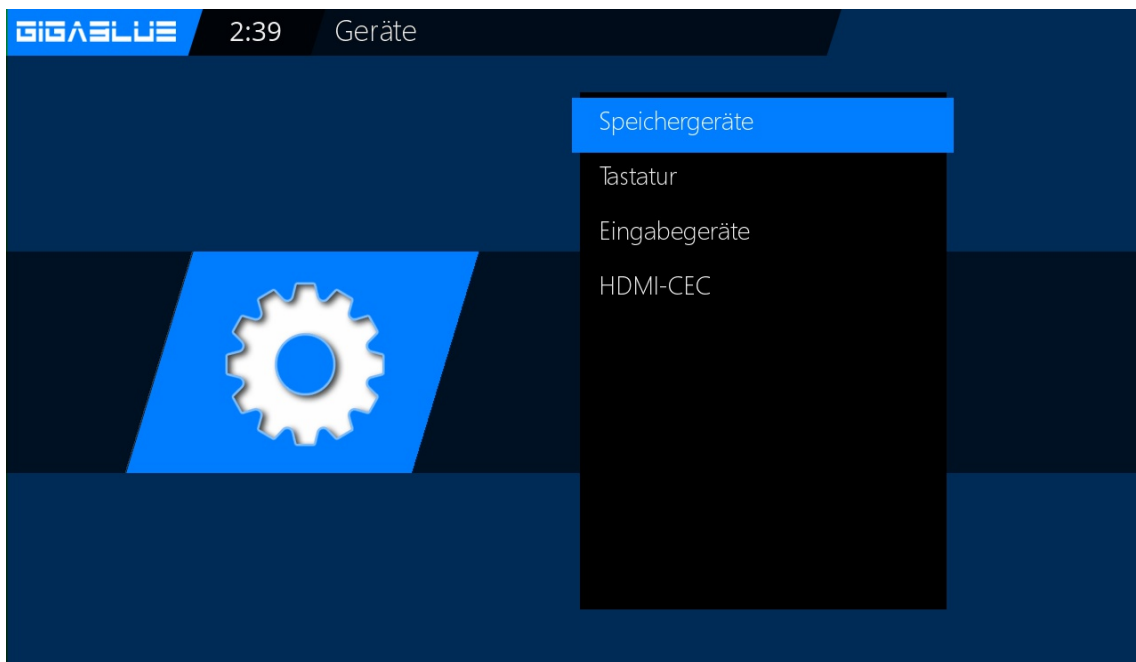 GIGABLUE 2:39 Geräte
Speichergeräte
Tastatur
Eingabegeräte
HDMI-CEC